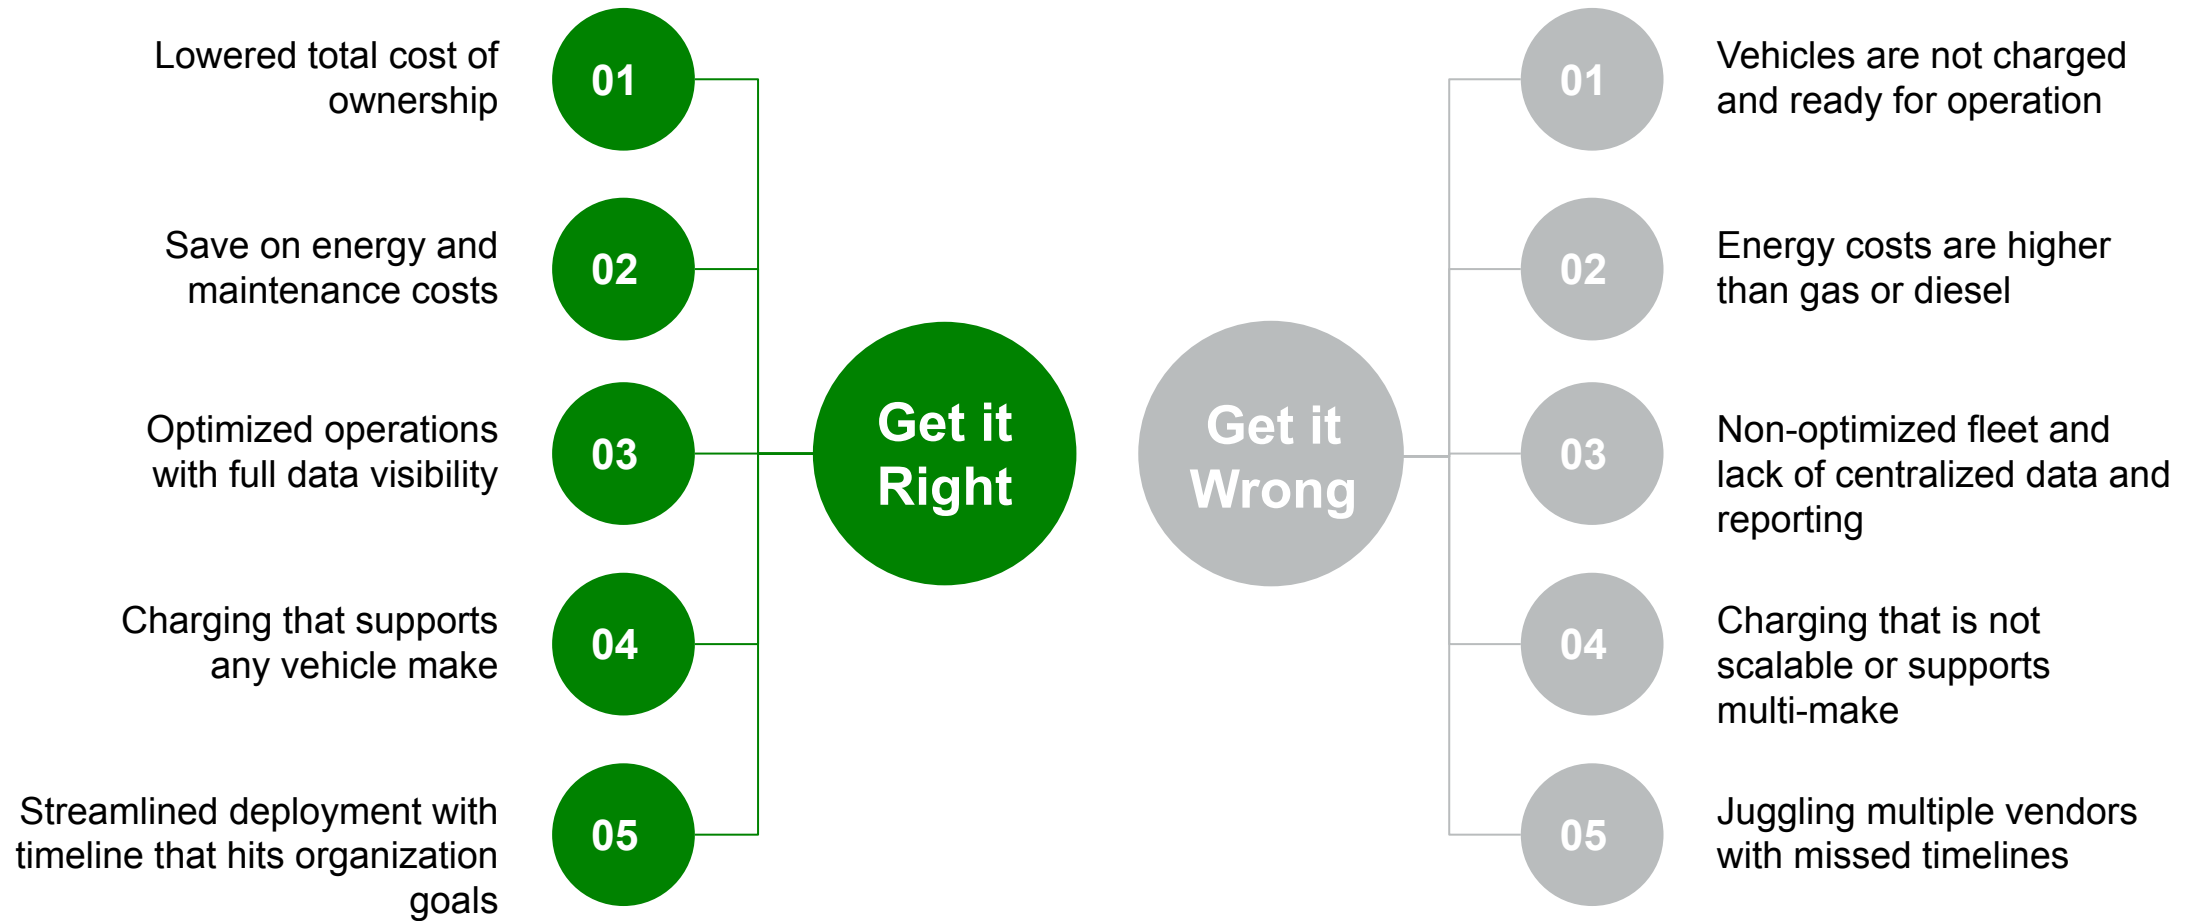 Lowered total cost of
ownership
01
Save on energy and
maintenance costs
02
Optimized operations
with full data visibility
03
Charging that supports
any vehicle make
04
Streamlined deployment with
timeline that hits organization
goals
05
Get it
Right
Get it
Wrong
01
Vehicles are not charged
and ready for operation
02
Energy costs are higher
than gas or diesel
03
Non-optimized fleet and
lack of centralized data and
reporting
04
Charging that is not
scalable or supports
multi-make
05
Juggling multiple vendors
with missed timelines